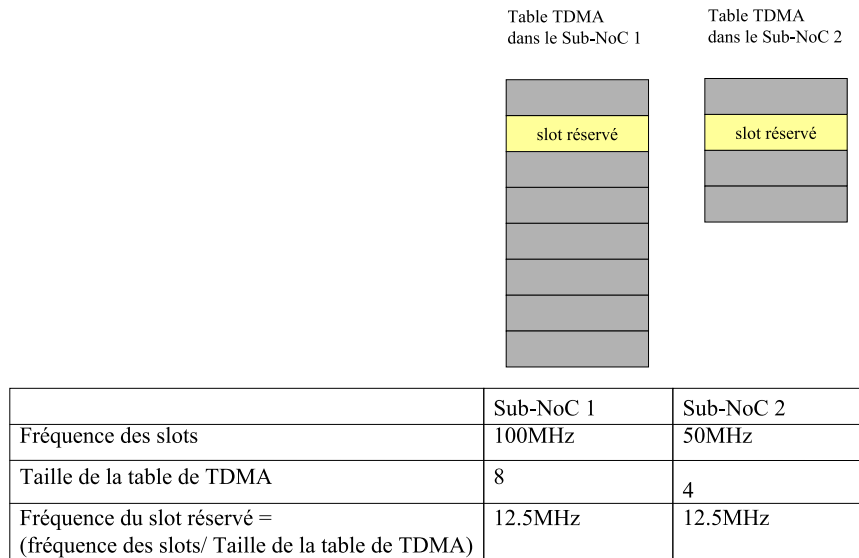 Table TDMA
dans le Sub-NoC 1
Table TDMA
dans le Sub-NoC 2
slot réservé
slot réservé
Sub-NoC 1
Sub-NoC 2
Fréquence des slots
100MHz
50MHz
Taille de la table de TDMA
8
4
Fréquence du slot réservé =
(fréquence des slots/ Taille de la table de TDMA)
12.5MHz
12.5MHz